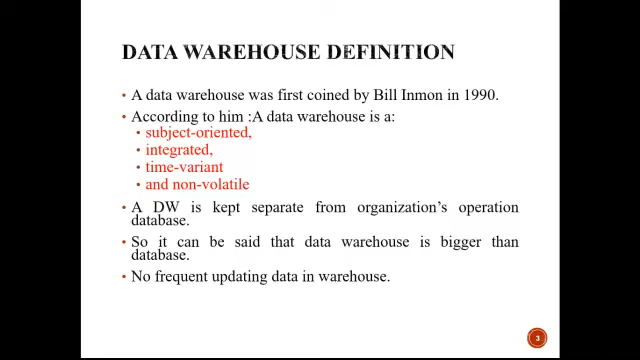 DATA WAREHOUSE DEFINITION
• A data warehouse was first coined by Bill Inmon in 1990.
• According to him :A data warehouse is a:
• subject-oriented,
• integrated,
• time-variant
• and non-volatile
• A DW is kept separate from organization's operation
database.
• So it can be said that data warehouse is bigger than
database.
• No frequent updating data in warehouse.
3